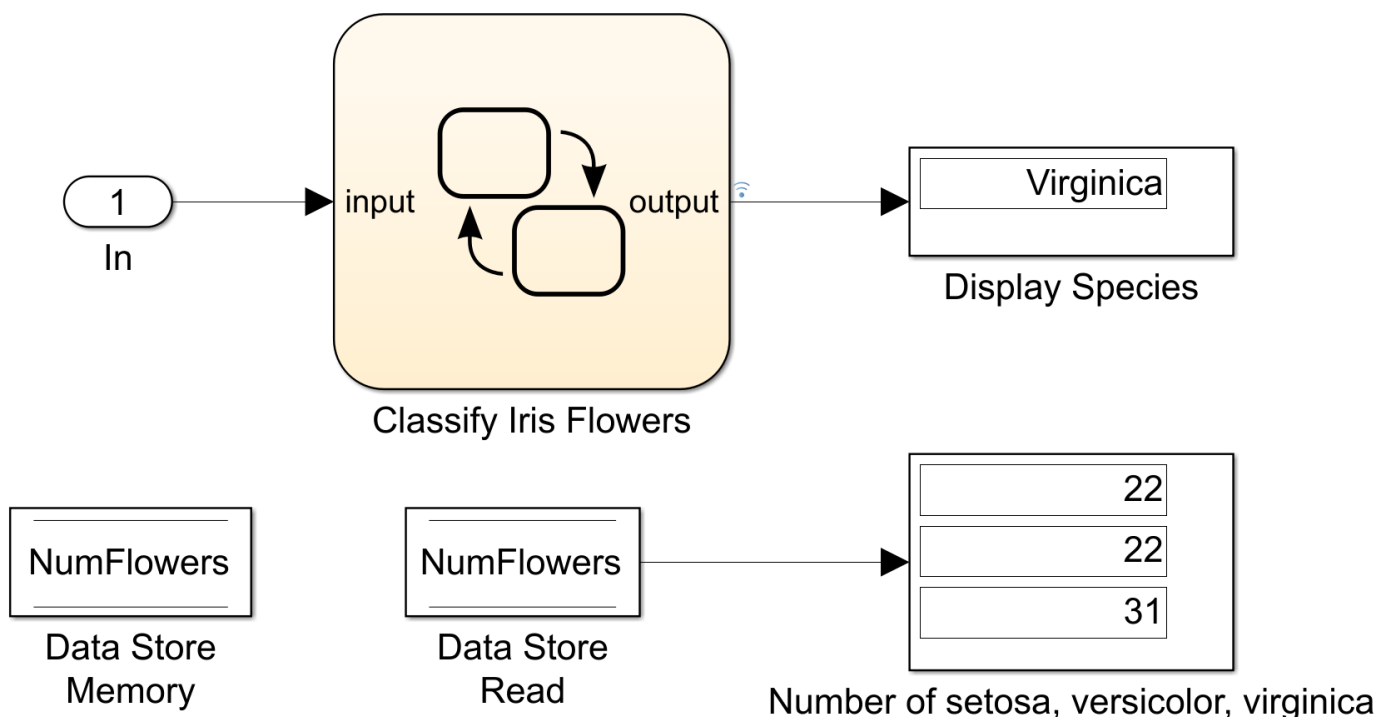 1
In
input
output
Classify Iris Flowers
Virginica
Display Species
NumFlowers
Data Store
Memory
NumFlowers
Data Store
Read
22
22
31
Number of setosa, versicolor, virginica